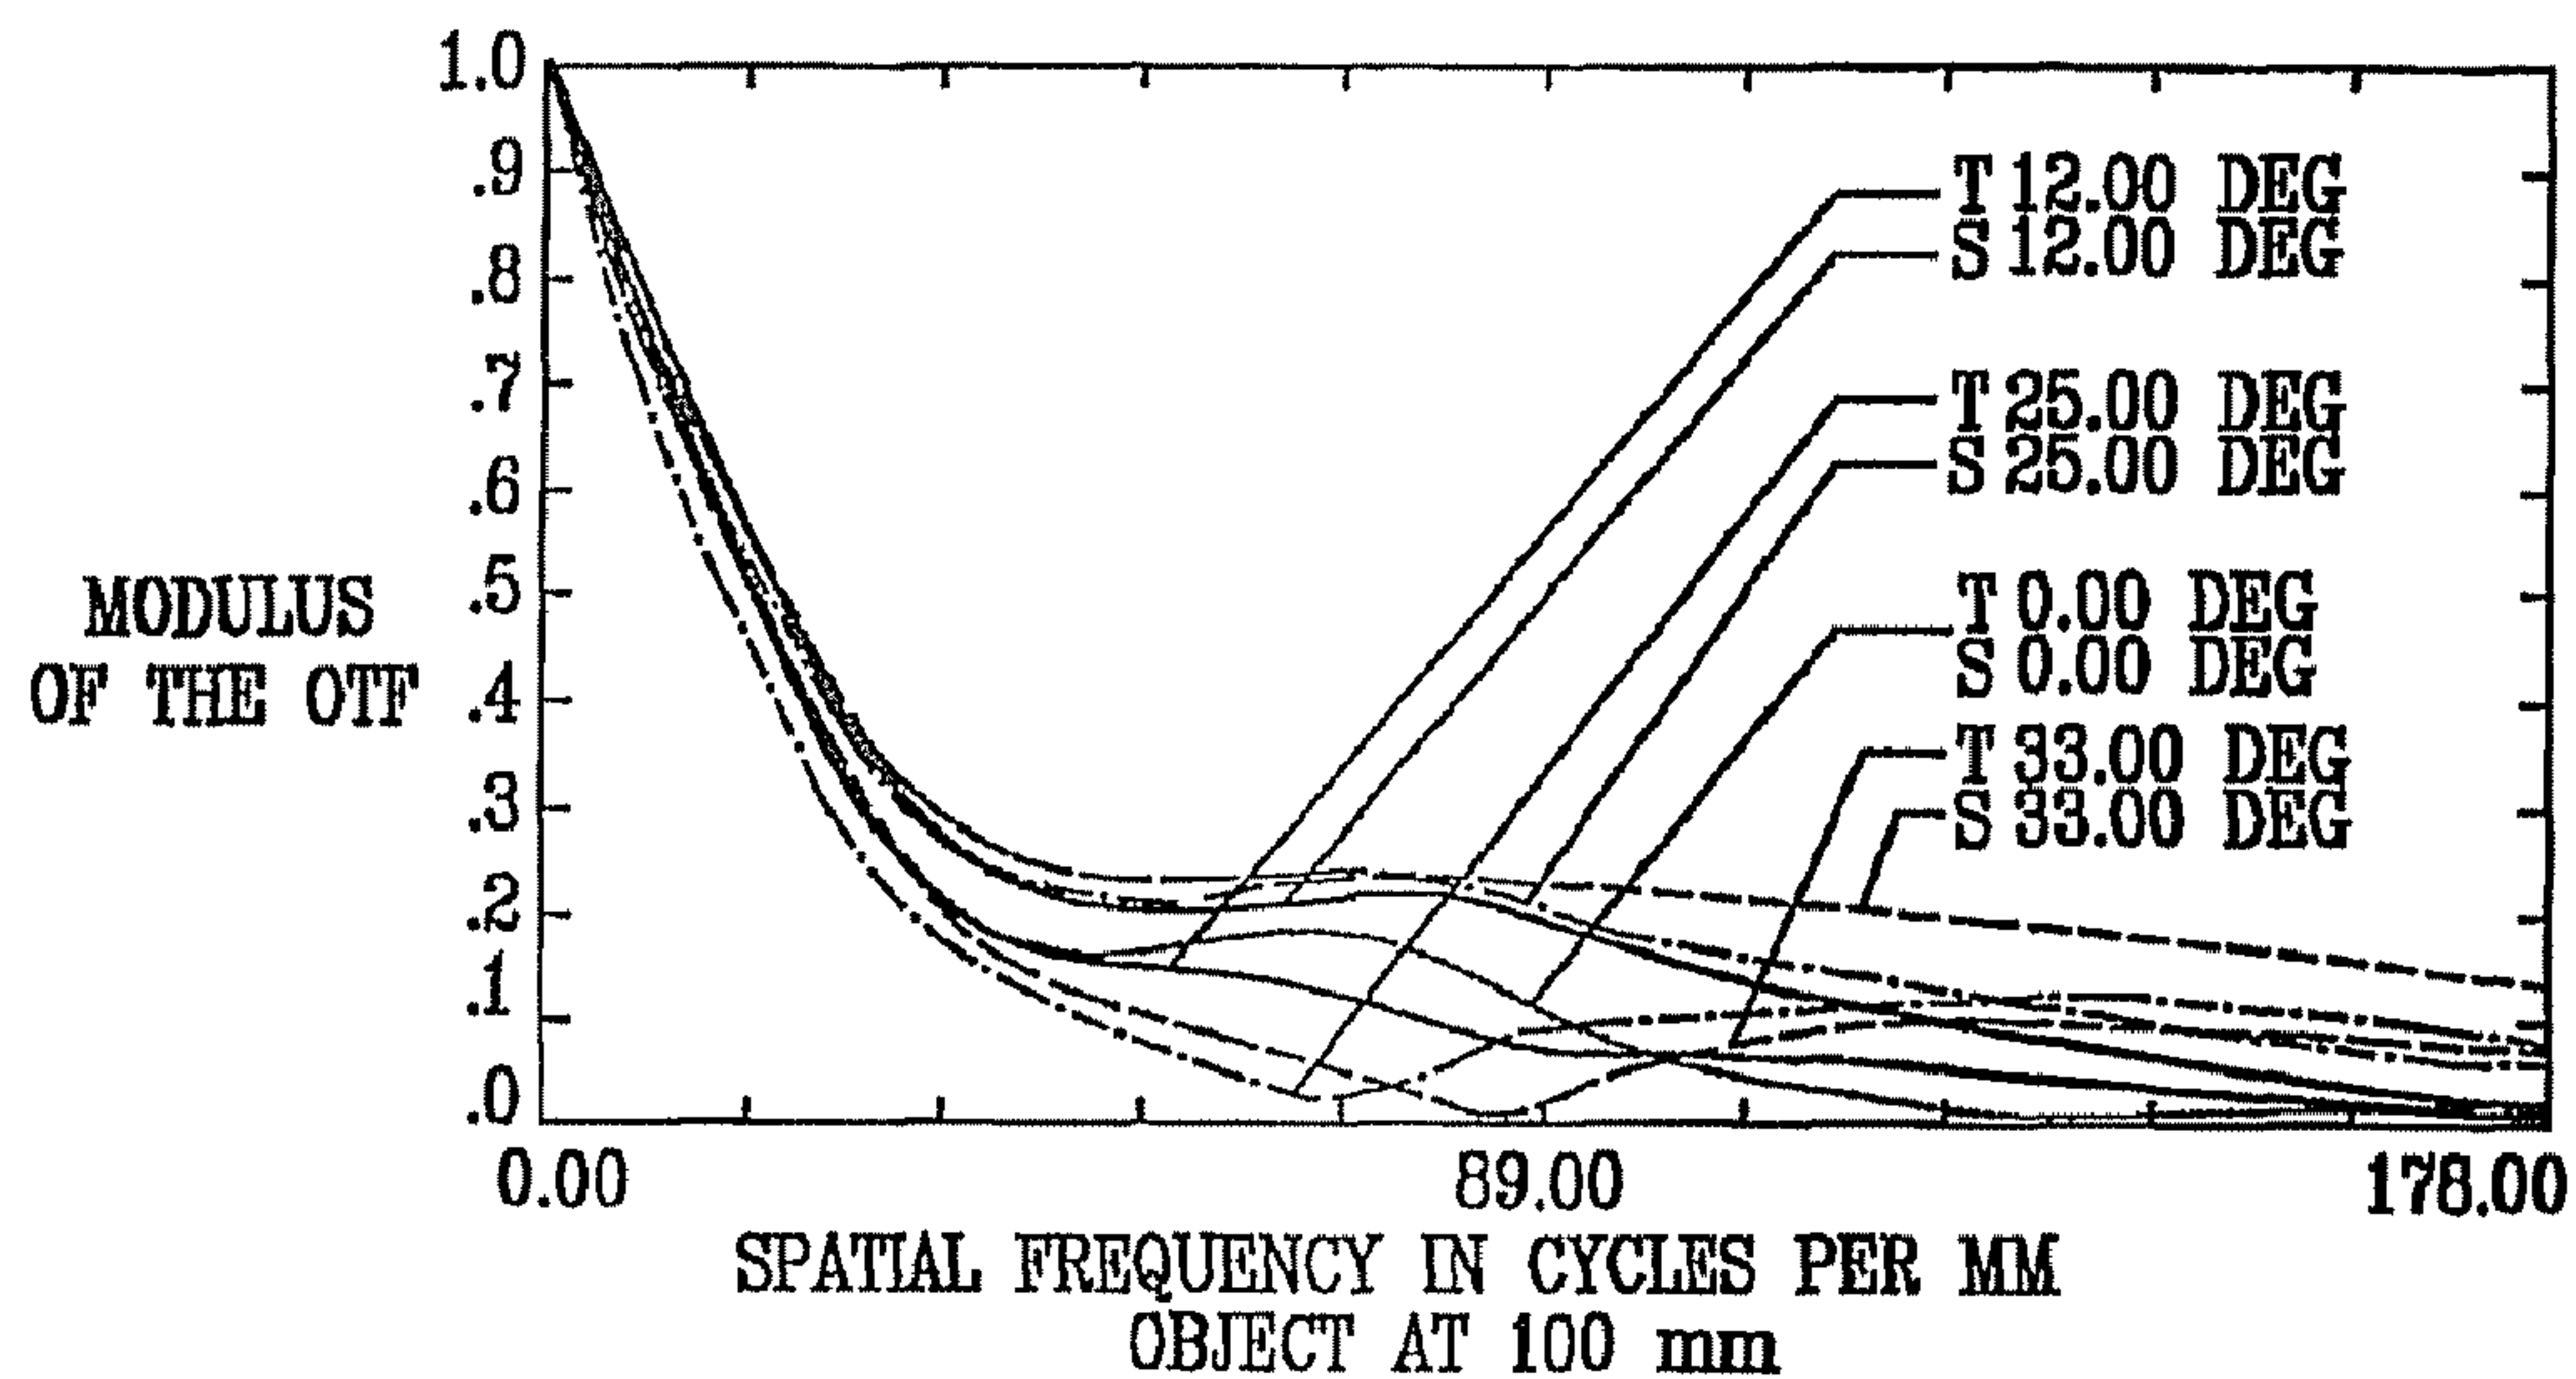 1.0
.9
.8
.7
.6
.5
.4
.3
.2
.1
.0
MODULUS
OF THE OTF
T 12.00 DEG
S 12.00 DEG
T 25.00 DEG
S 25.00 DEG
T 0.00 DEG
S 0.00 DEG
T 33.00 DEG
S 33.00 DEG
0.00 89.00 178.00
SPATIAL FREQUENCY IN CYCLES PER MM
OBJECT AT 100 mm